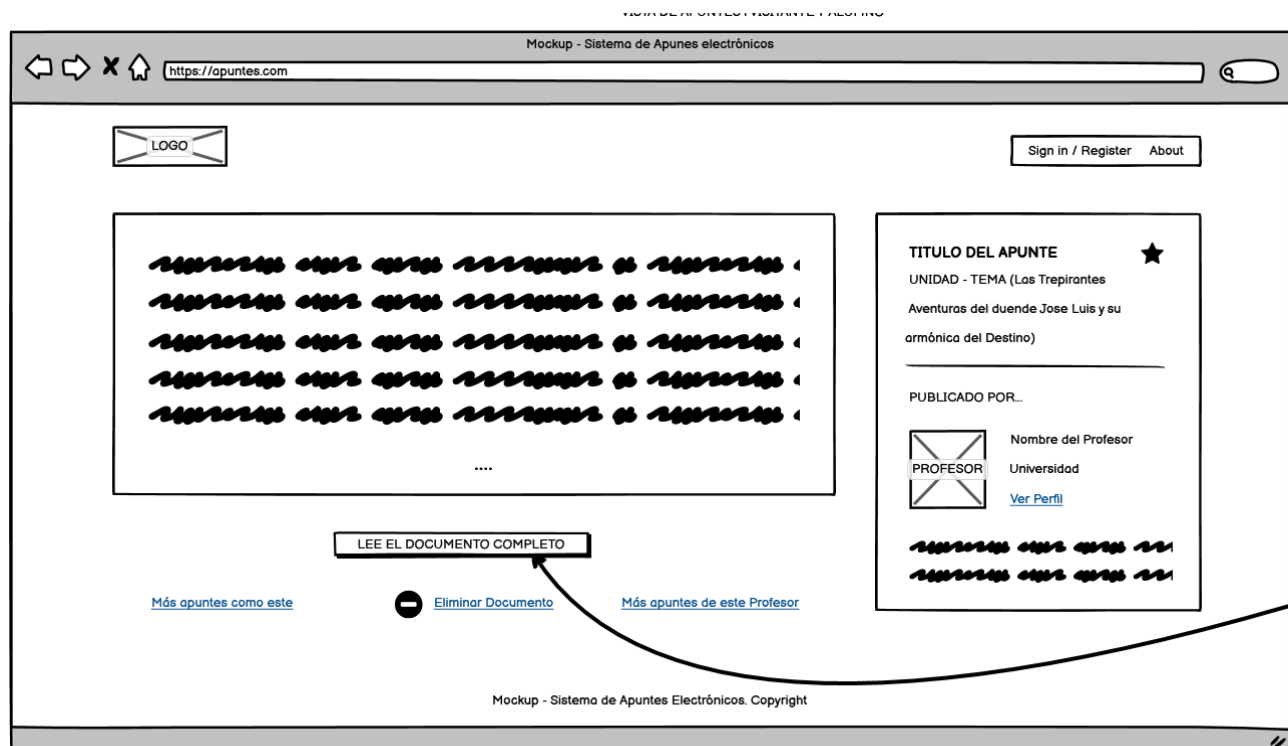 Mockup - Sistema de Apunes electrónicos
https://apuntes.com
LOGO
Sign in / Register About
....
LEE EL DOCUMENTO COMPLETO
Más apuntes como este
Eliminar Documento
Más apuntes de este Profesor
TITULO DEL APUNTE
UNIDAD - TEMA (Las Trepirantes
Aventuras del duende Jose Luis y su
armónica del Destino)
PUBLICADO POR...
PROFESOR
Nombre del Profesor
Universidad
Ver Perfil
Mockup - Sistema de Apuntes Electrónicos. Copyright